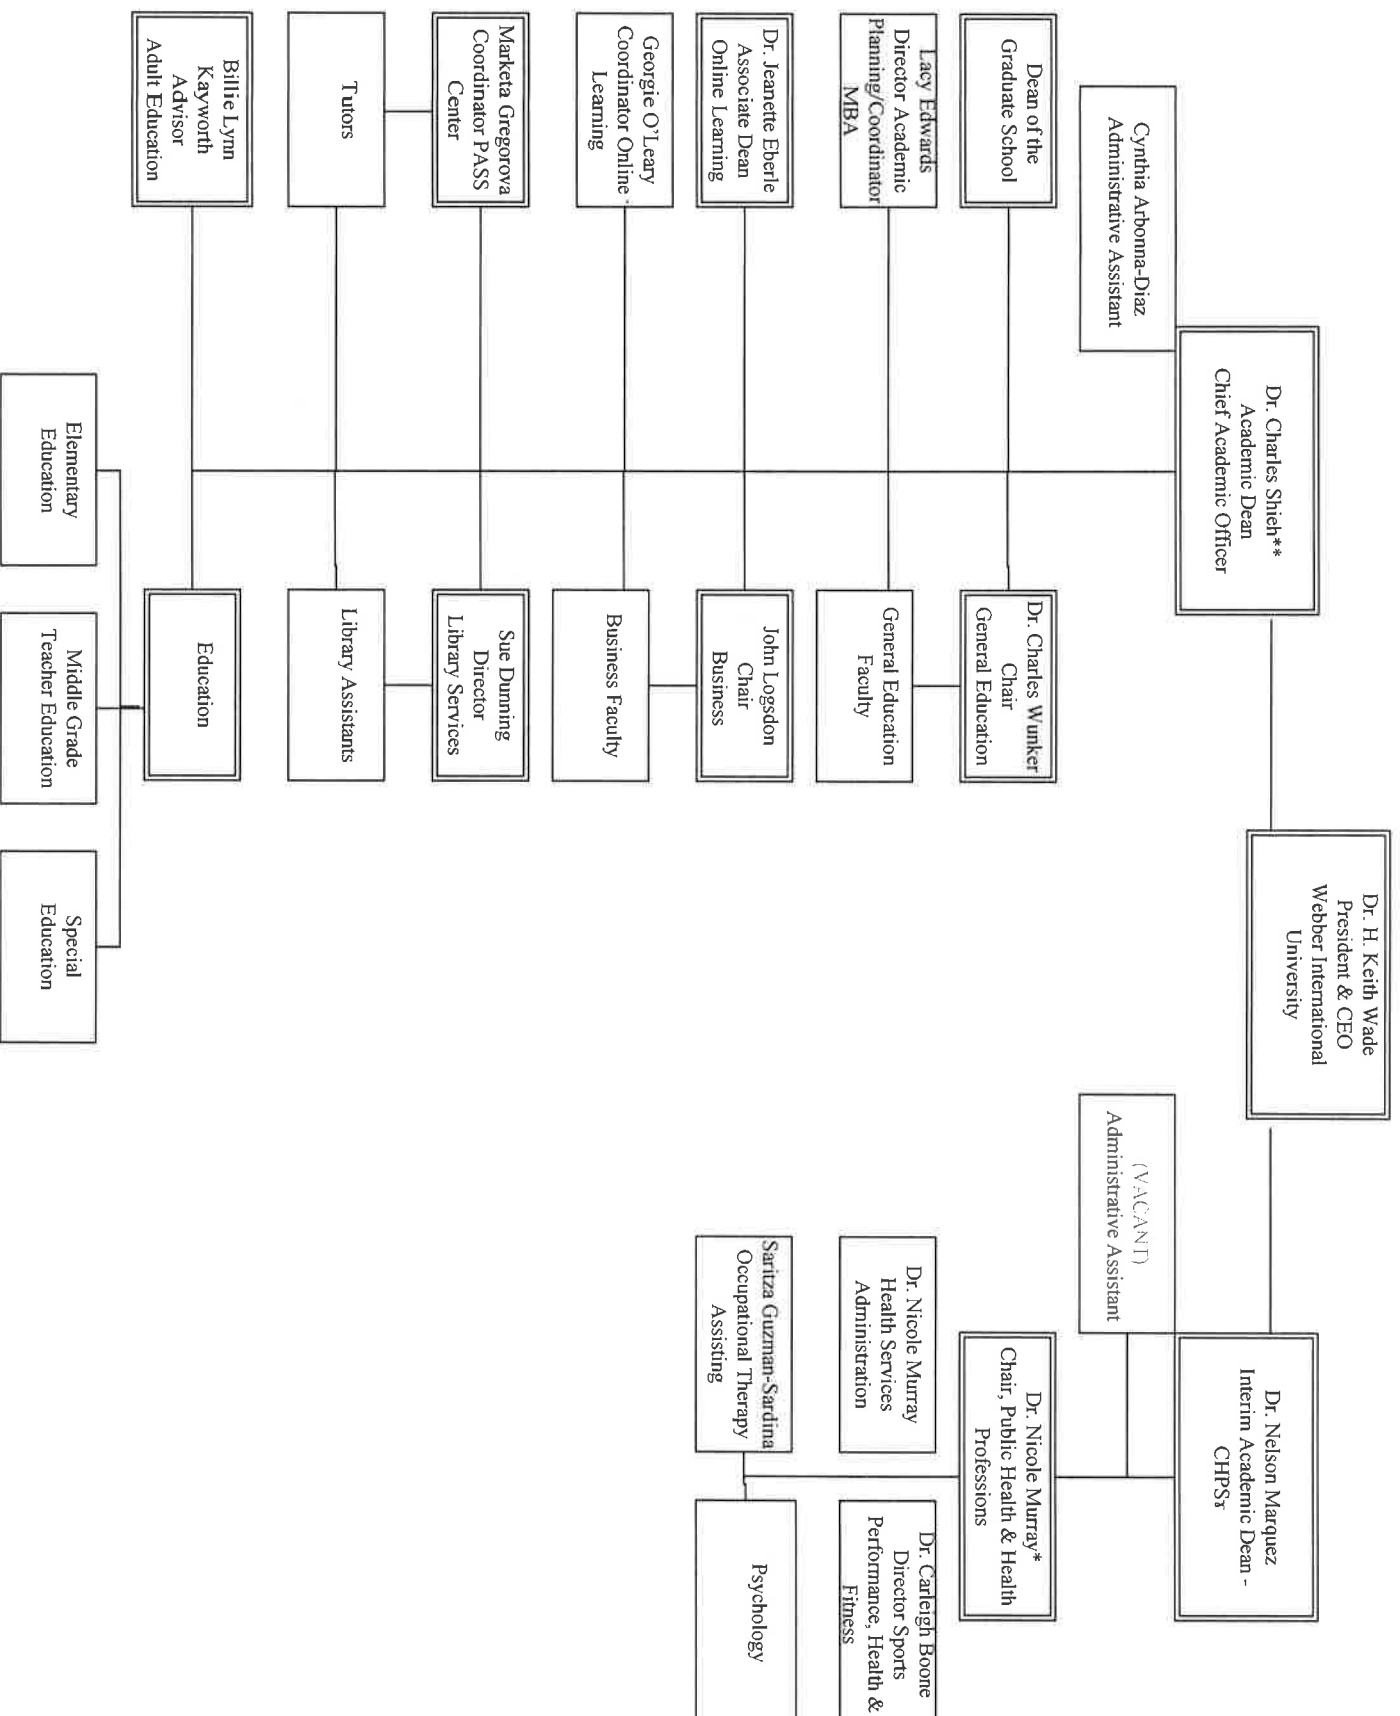 Dr. H. Keith Wade
President & CEO
Webber International
University
Dr. Charles Shieh**
Academic Dean
Chief Academic Officer
Dr. Nelson Marquez
Interim Academic Dean -
CHPSɤ
Cynthia Arbonna-Diaz
Administrative Assistant
(VACANT)
Administrative Assistant
Dean of the
Graduate School
Dr. Charles Wunker
Chair
General Education
Dr. Nicole Murray*
Chair, Public Health & Health
Professions
Lacy Edwards
Director Academic
Planning/Coordinator
MBA
General Education
Faculty
Dr. Nicole Murray
Health Services
Administration
Dr. Carleigh Boone
Director Sports
Performance, Health &
Fitness
Dr. Jeanette Eberle
Associate Dean
Online Learning
John Logsdon
Chair
Business
Saritza Guzman-Sardina
Occupational Therapy
Assisting
Psychology
Georgie O'Leary
Coordinator Online
Learning
Business Faculty
Marketa Gregorova
Coordinator PASS
Center
Sue Dunning
Director
Library Services
Tutors
Library Assistants
Billie Lynn
Kayworth
Advisor
Adult Education
Education
Elementary
Education
Middle Grade
Teacher Education
Special
Education